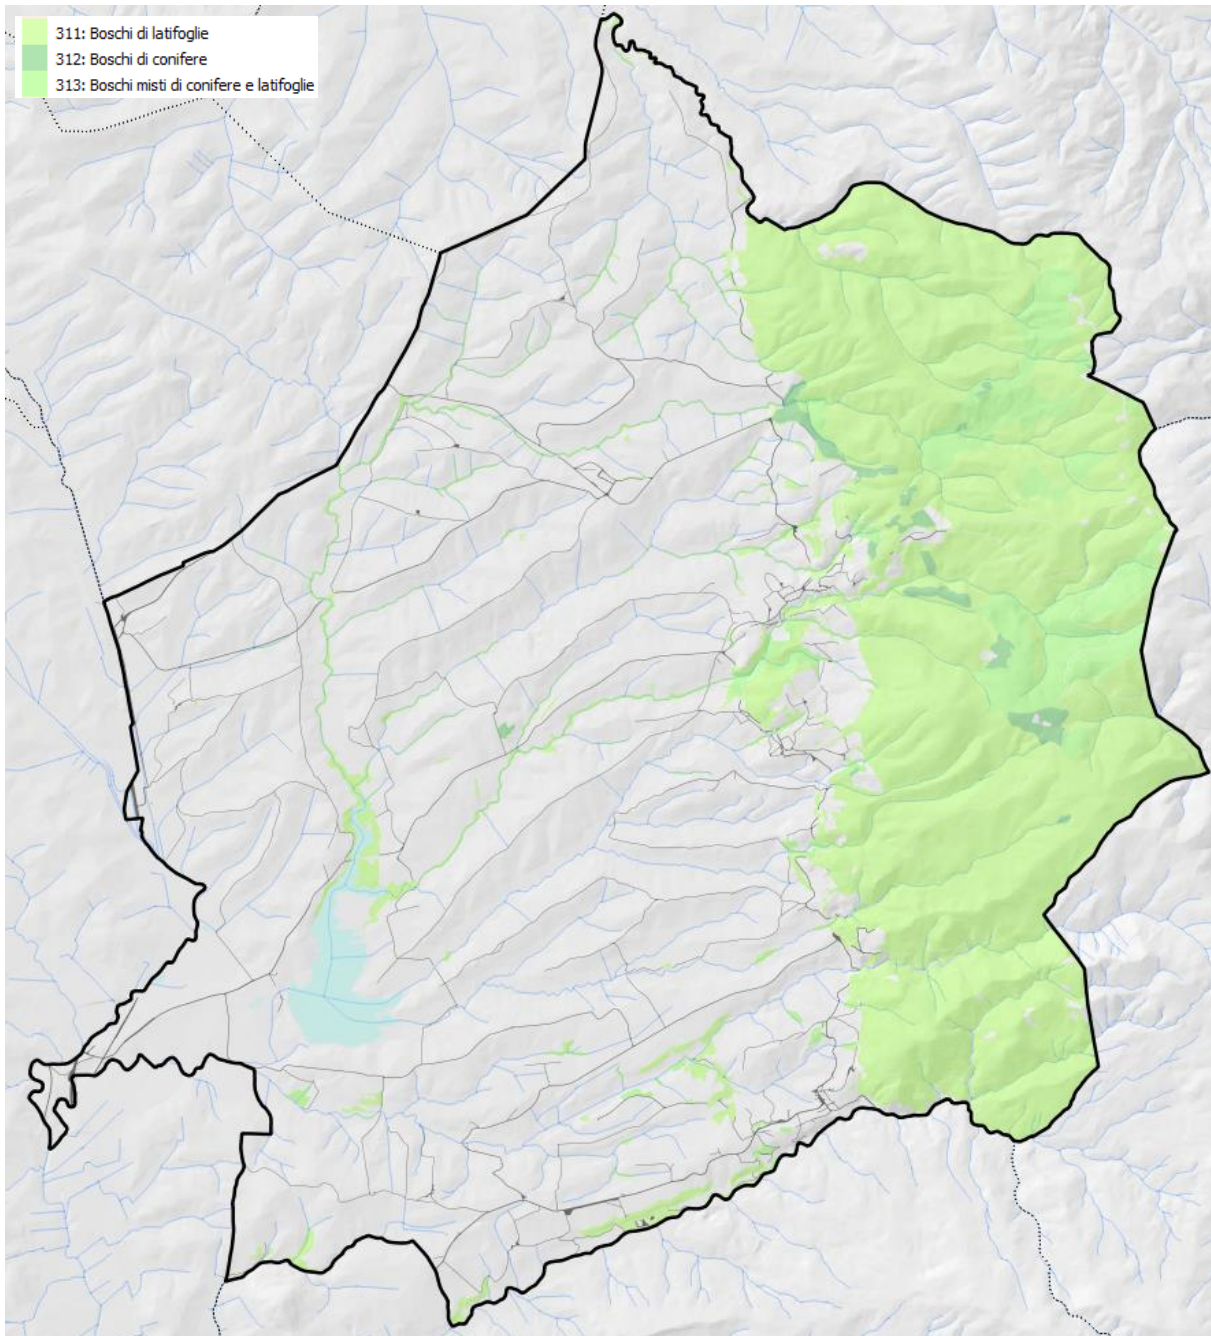 311: Boschi di latifoglie
312: Boschi di conifere
313: Boschi misti di conifere e latifoglie